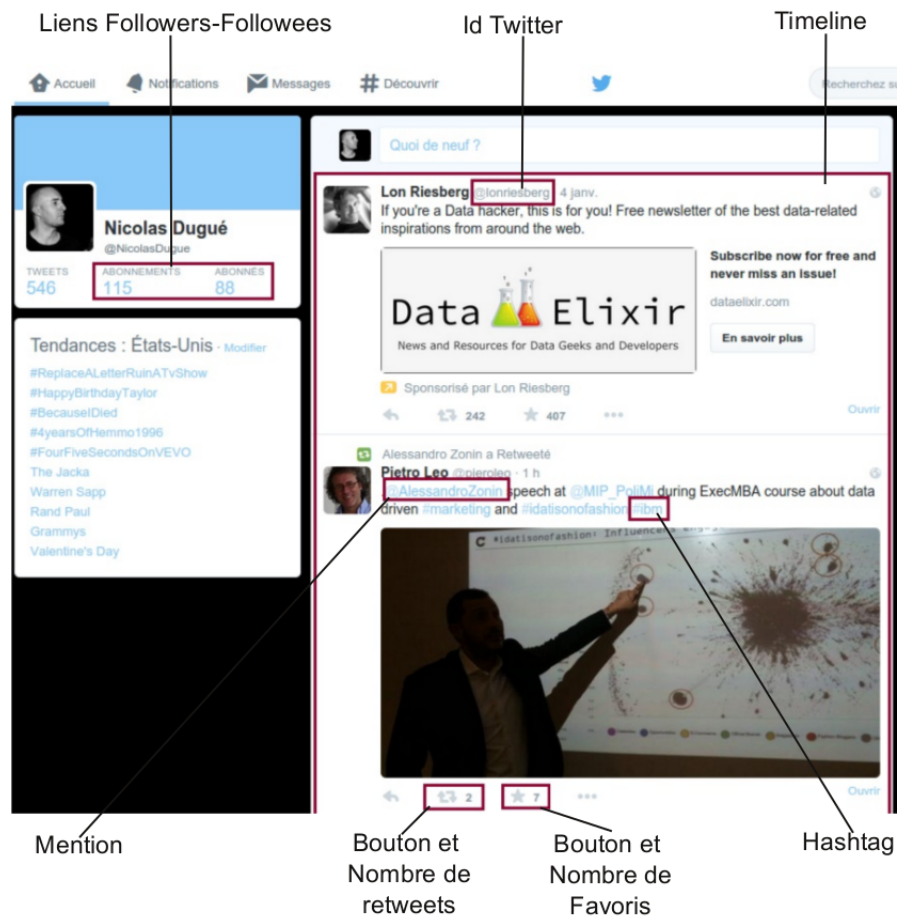 Liens Followers-Followees
Id Twitter
Timeline
Accueil
Notifications
Messages
Découvrir
Recherchez su
Quoi de neuf ?
Nicolas Dugué
@NicolasDugue
TWEETS ABONNEMENTS ABONNÉS
546 115 88
Tendances : États-Unis · Modifier
#ReplaceALetterRuinATvShow
#HappyBirthdayTaylor
#BecauseIDied
#4yearsOfHemmo1996
#FourFiveSecondsOnVEVO
The Jacka
Warren Sapp
Rand Paul
Grammys
Valentine's Day
Lon Riesberg @lonriesberg · 4 janv.
If you're a Data hacker, this is for you! Free newsletter of the best data-related
inspirations from around the web.
Data Elixir
News and Resources for Data Geeks and Developers
Subscribe now for free and
never miss an issue!
dataelixir.com
En savoir plus
Sponsorisé par Lon Riesberg
242 407
Ouvrir
Alessandro Zonin a Retweeté
Pietro Leo @pieroleo · 1 h
@AlessandroZonin speech at @MIP_PoliMi during ExecMBA course about data
driven #marketing and #idatisonofashion #ibm
#idatisonofashion: Influencers
2 7
Ouvrir
Mention
Bouton et
Nombre de
retweets
Bouton et
Nombre de
Favoris
Hashtag